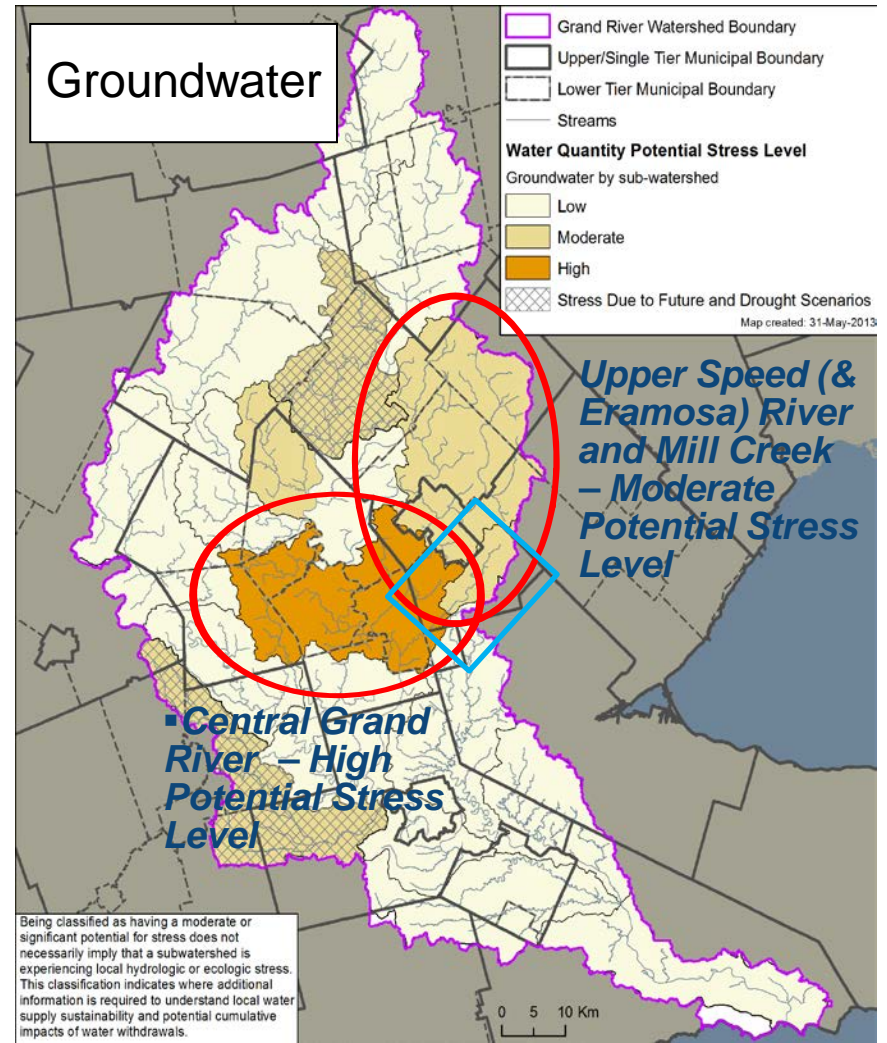 Groundwater
Grand River Watershed Boundary
Upper/Single Tier Municipal Boundary
Lower Tier Municipal Boundary
Streams
Water Quantity Potential Stress Level
Groundwater by sub-watershed
Low
Moderate
High
Stress Due to Future and Drought Scenarios
Map created: 31-May-2013
Upper Speed (&
Eramosa) River
and Mill Creek
– Moderate
Potential Stress
Level
▪Central Grand
River – High
Potential Stress
Level
Being classified as having a moderate or
significant potential for stress does not
necessarily imply that a subwatershed is
experiencing local hydrologic or ecologic stress.
This classification indicates where additional
information is required to understand local water
supply sustainability and potential cumulative
impacts of water withdrawals.
0 5 10 Km